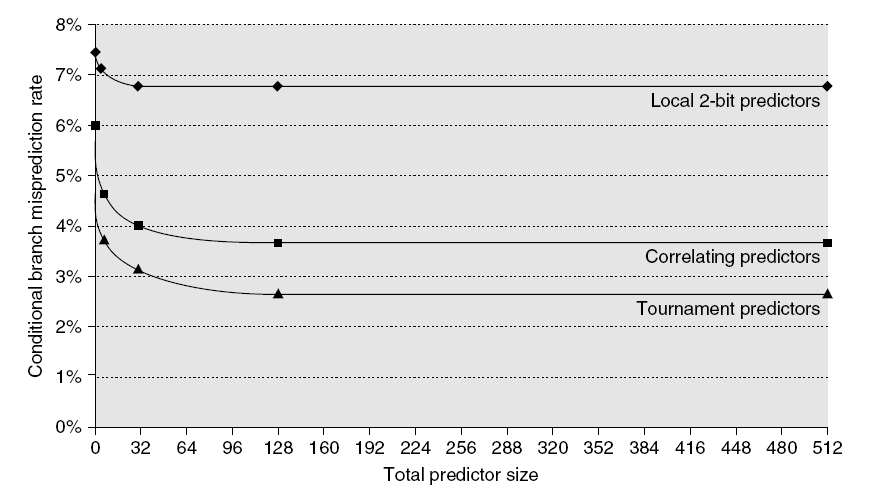 8%
7%
6%
5%
4%
3%
2%
1%
0%
Conditional branch misprediction rate
Local 2-bit predictors
Correlating predictors
Tournament predictors
0 32 64 96 128 160 192 224 256 288 320 352 384 416 448 480 512
Total predictor size